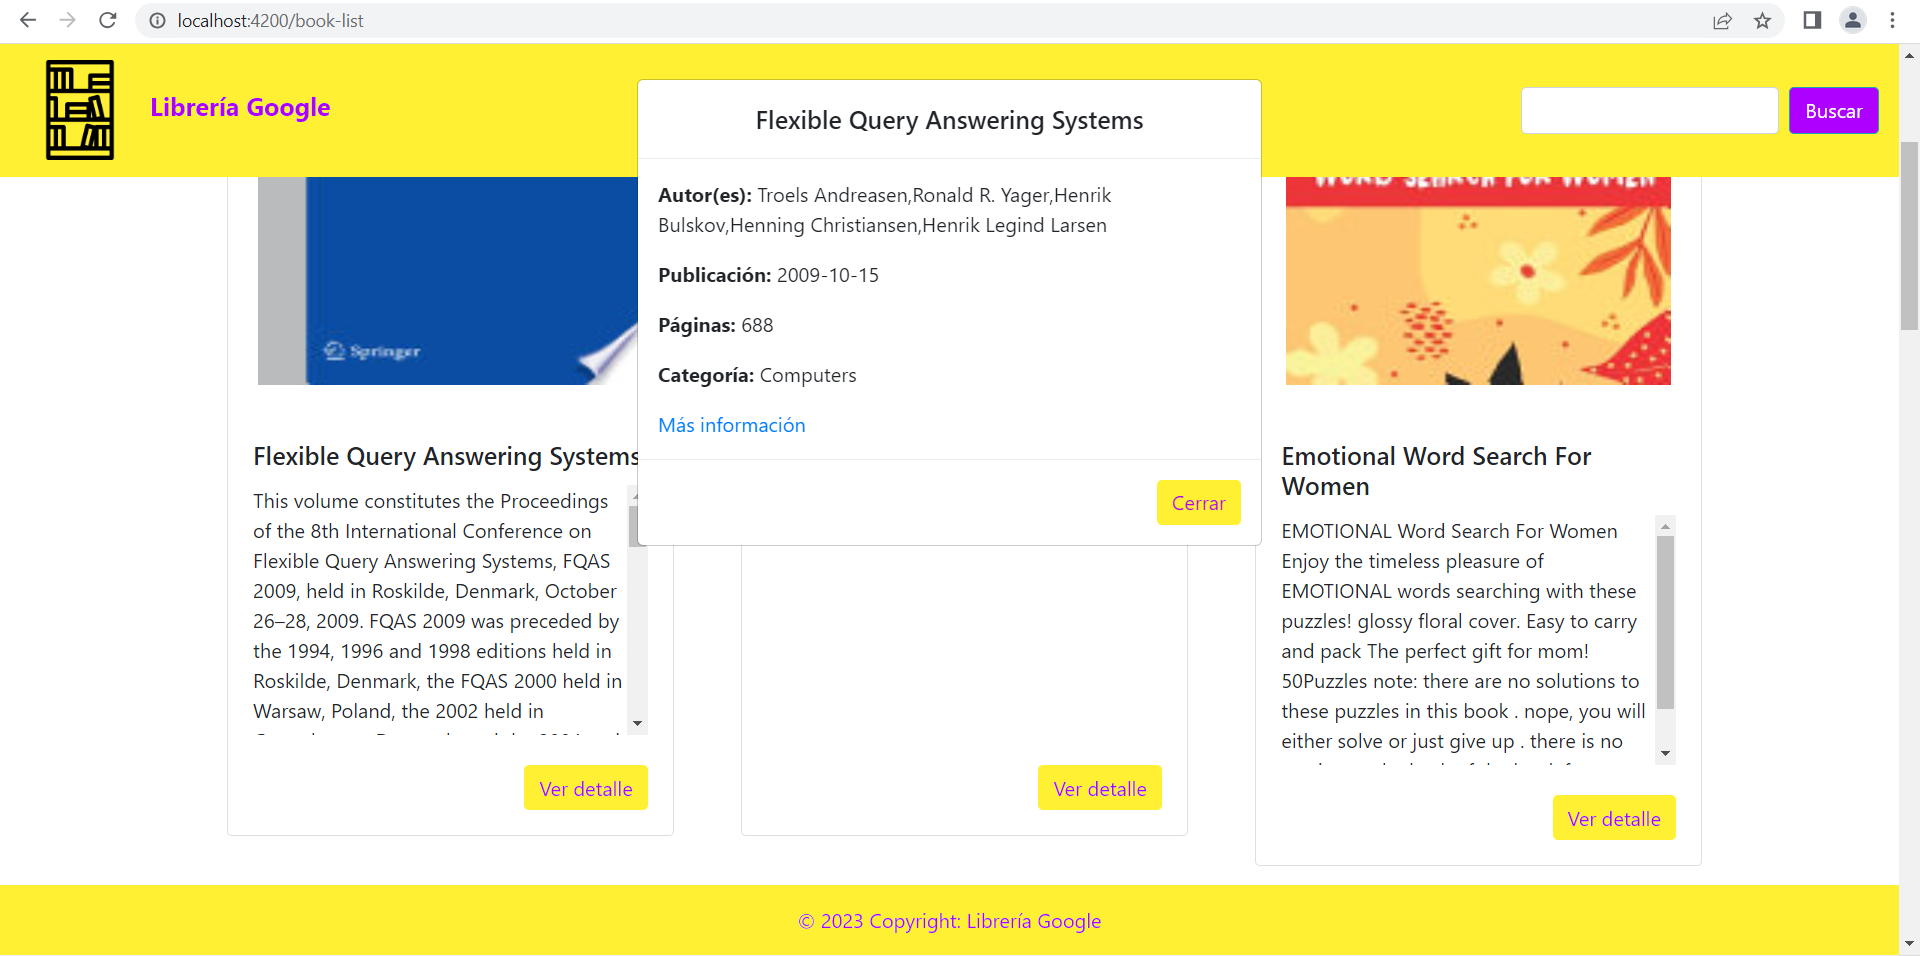 localhost:4200/book-list
Librería Google
Buscar
Flexible Query Answering Systems
Autor(es): Troels Andreasen,Ronald R. Yager,Henrik
Bulskov,Henning Christiansen,Henrik Legind Larsen
Publicación: 2009-10-15
Páginas: 688
Categoría: Computers
Más información
Cerrar
Springer
Flexible Query Answering Systems
This volume constitutes the Proceedings
of the 8th International Conference on
Flexible Query Answering Systems, FQAS
2009, held in Roskilde, Denmark, October
26–28, 2009. FQAS 2009 was preceded by
the 1994, 1996 and 1998 editions held in
Roskilde, Denmark, the FQAS 2000 held in
Warsaw, Poland, the 2002 held in
Ver detalle
Ver detalle
WORD SEARCH FOR WOMEN
Emotional Word Search For
Women
EMOTIONAL Word Search For Women
Enjoy the timeless pleasure of
EMOTIONAL words searching with these
puzzles! glossy floral cover. Easy to carry
and pack The perfect gift for mom!
50Puzzles note: there are no solutions to
these puzzles in this book . nope, you will
either solve or just give up . there is no
Ver detalle
© 2023 Copyright: Librería Google